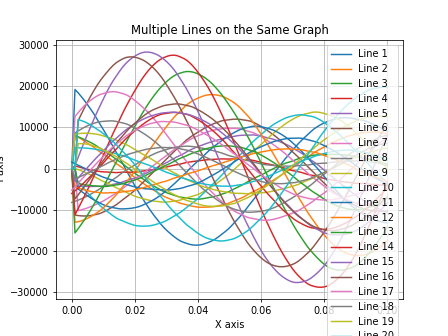 Multiple Lines on the Same Graph
30000
20000
10000
0
−10000
−20000
−30000
0.00
0.02
0.04
0.06
0.08
X axis
Line 1
Line 2
Line 3
Line 4
Line 5
Line 6
Line 7
Line 8
Line 9
Line 10
Line 11
Line 12
Line 13
Line 14
Line 15
Line 16
Line 17
Line 18
Line 19
Line 20